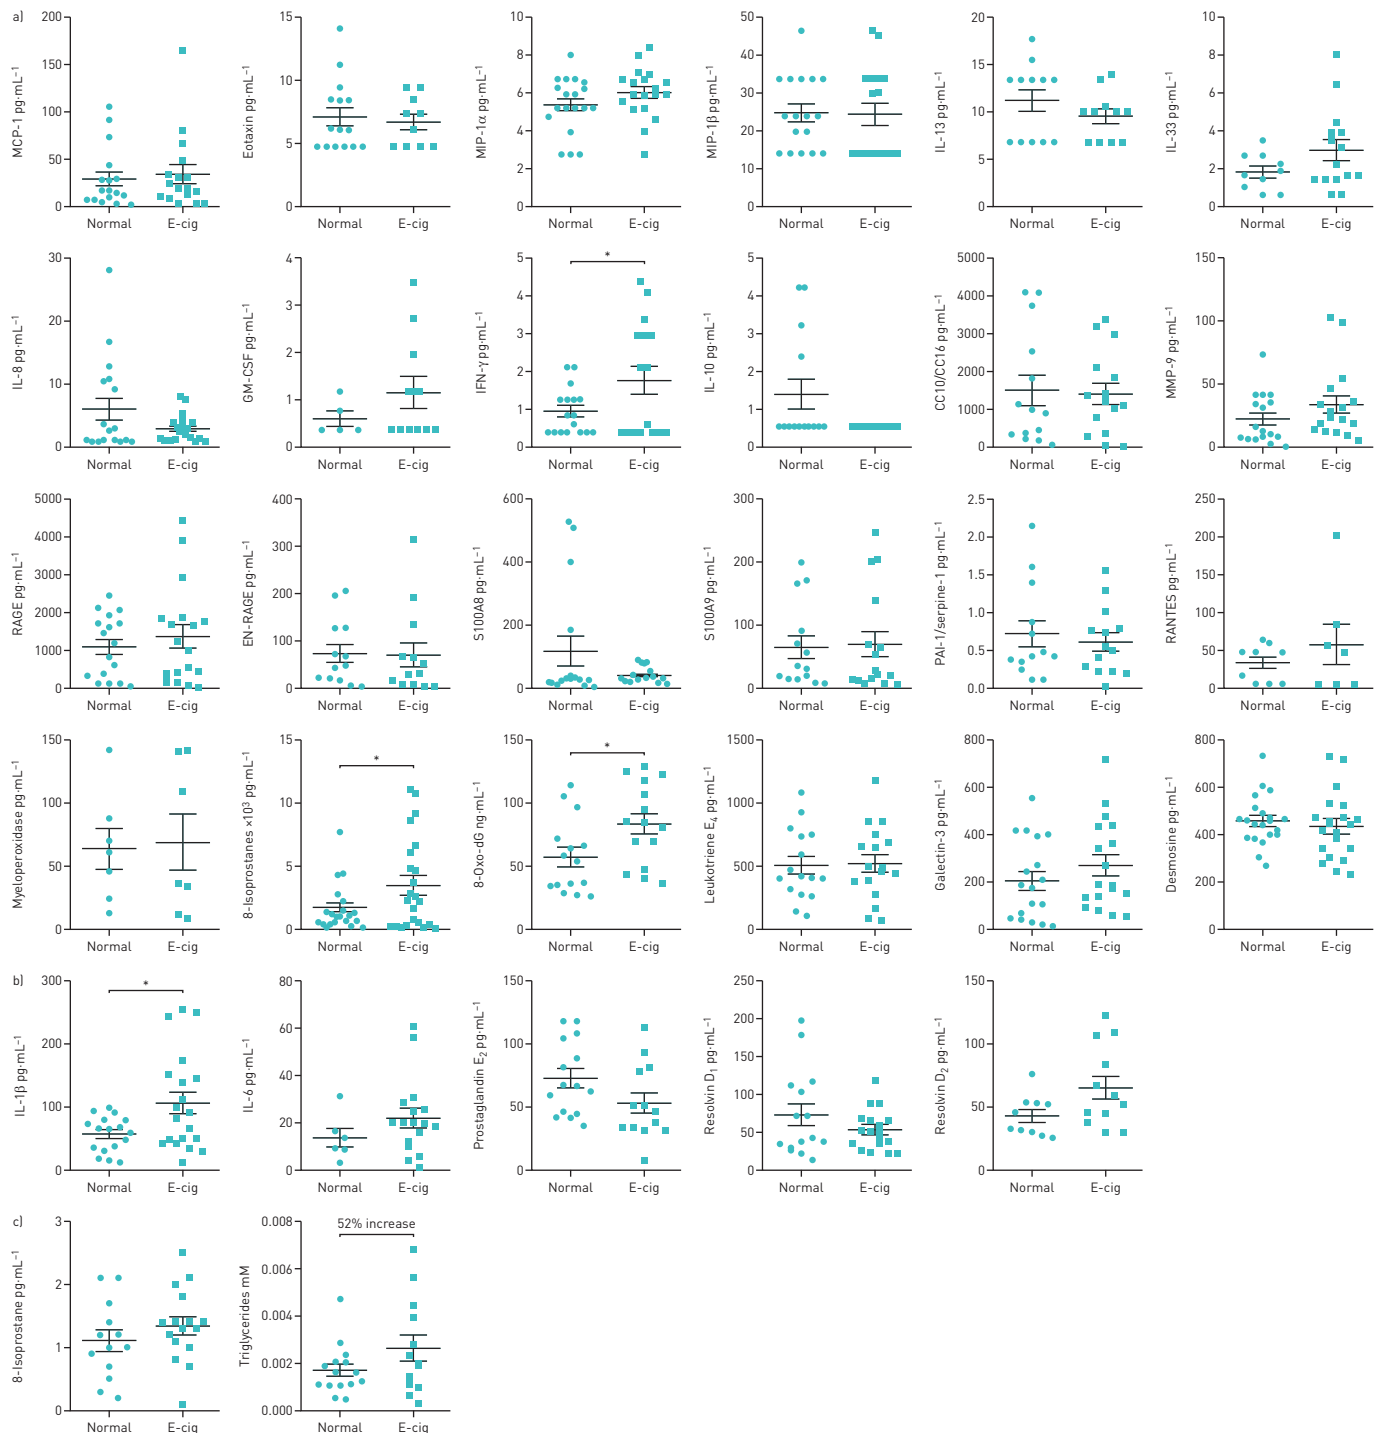 a)
MCP-1 pg·mL⁻¹
200
150
100
50
0
Normal E-cig
Eotaxin pg·mL⁻¹
15
10
5
0
Normal E-cig
MIP-1α pg·mL⁻¹
10
8
6
4
2
0
Normal E-cig
MIP-1β pg·mL⁻¹
50
40
30
20
10
0
Normal E-cig
IL-13 pg·mL⁻¹
20
15
10
5
0
Normal E-cig
IL-33 pg·mL⁻¹
10
8
6
4
2
0
Normal E-cig
IL-8 pg·mL⁻¹
30
20
10
0
Normal E-cig
GM-CSF pg·mL⁻¹
4
3
2
1
0
Normal E-cig
IFN-γ pg·mL⁻¹
5
4
3
2
1
0
*
Normal E-cig
IL-10 pg·mL⁻¹
5
4
3
2
1
0
Normal E-cig
CC10/CC16 pg·mL⁻¹
5000
4000
3000
2000
1000
0
Normal E-cig
MMP-9 pg·mL⁻¹
150
100
50
0
Normal E-cig
RAGE pg·mL⁻¹
5000
4000
3000
2000
1000
0
Normal E-cig
EN-RAGE pg·mL⁻¹
400
300
200
100
0
Normal E-cig
S100A8 pg·mL⁻¹
600
400
200
0
Normal E-cig
S100A9 pg·mL⁻¹
300
200
100
0
Normal E-cig
PAI-1/serpine-1 pg·mL⁻¹
2.5
2.0
1.5
1.0
0.5
0
Normal E-cig
RANTES pg·mL⁻¹
250
200
150
100
50
0
Normal E-cig
Myeloperoxidase pg·mL⁻¹
150
100
50
0
Normal E-cig
8-Isoprostanes ×10³ pg·mL⁻¹
15
10
5
0
*
Normal E-cig
8-Oxo-dG ng·mL⁻¹
150
100
50
0
*
Normal E-cig
Leukotriene E₄ pg·mL⁻¹
1500
1000
500
0
Normal E-cig
Galectin-3 pg·mL⁻¹
800
600
400
200
0
Normal E-cig
Desmosine pg·mL⁻¹
800
600
400
200
0
Normal E-cig
b)
IL-1β pg·mL⁻¹
300
200
100
0
*
Normal E-cig
IL-6 pg·mL⁻¹
80
60
40
20
0
Normal E-cig
Prostaglandin E₂ pg·mL⁻¹
150
100
50
0
Normal E-cig
Resolvin D₁ pg·mL⁻¹
250
200
150
100
50
0
Normal E-cig
Resolvin D₂ pg·mL⁻¹
150
100
50
0
Normal E-cig
c)
8-Isoprostane pg·mL⁻¹
3
2
1
0
Normal E-cig
Triglycerides mM
0.008
0.006
0.004
0.002
0.000
52% increase
Normal E-cig